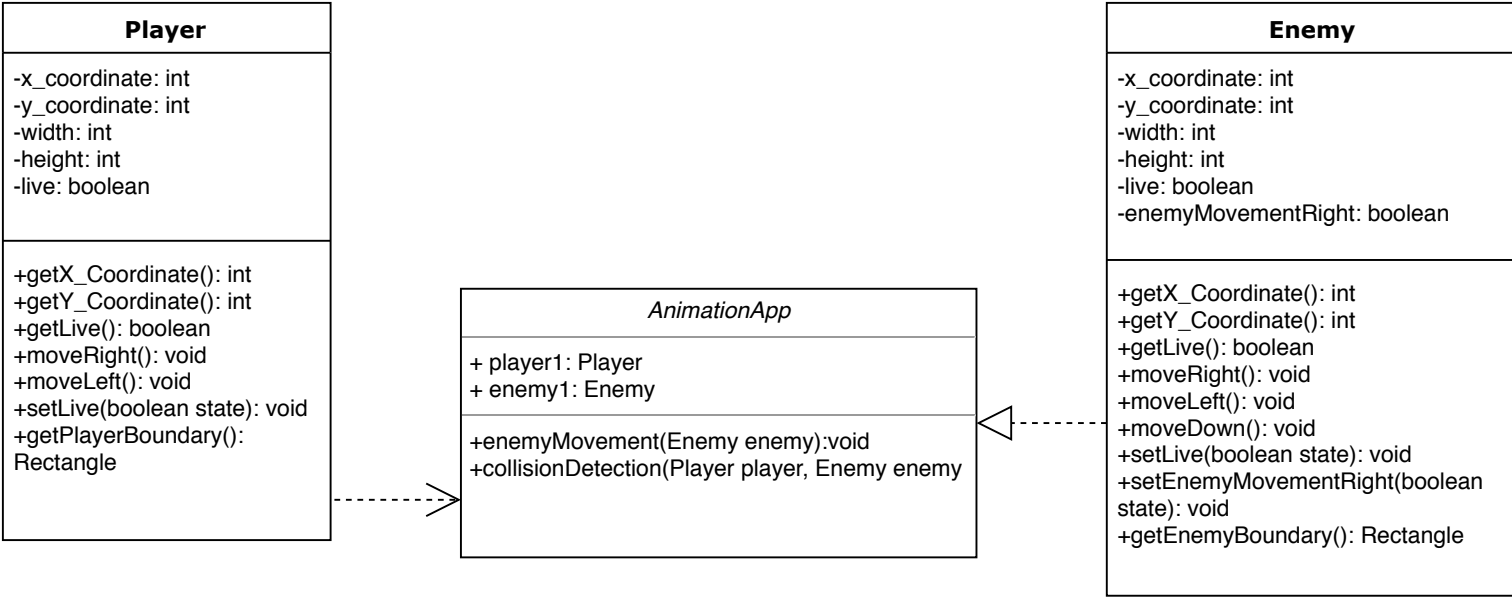 Player
-x_coordinate: int
-y_coordinate: int
-width: int
-height: int
-live: boolean
+getX_Coordinate(): int
+getY_Coordinate(): int
+getLive(): boolean
+moveRight(): void
+moveLeft(): void
+setLive(boolean state): void
+getPlayerBoundary():
Rectangle
AnimationApp
+ player1: Player
+ enemy1: Enemy
+enemyMovement(Enemy enemy):void
+collisionDetection(Player player, Enemy enemy
Enemy
-x_coordinate: int
-y_coordinate: int
-width: int
-height: int
-live: boolean
-enemyMovementRight: boolean
+getX_Coordinate(): int
+getY_Coordinate(): int
+getLive(): boolean
+moveRight(): void
+moveLeft(): void
+moveDown(): void
+setLive(boolean state): void
+setEnemyMovementRight(boolean
state): void
+getEnemyBoundary(): Rectangle